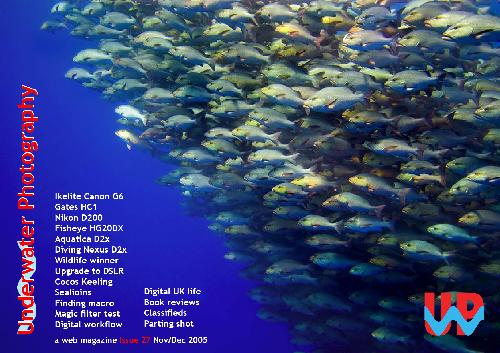 Underwater Photography
Ikelite Canon G6
Gates HC1
Nikon D200
Fisheye HG20DX
Aquatica D2x
Diving Nexus D2x
Wildlife winner
Upgrade to DSLR
Cocos Keeling
Sealions
Finding macro
Magic filter test
Digital workflow
Digital UK life
Book reviews
Classifieds
Parting shot
a web magazine Issue 27 Nov/Dec 2005
UP